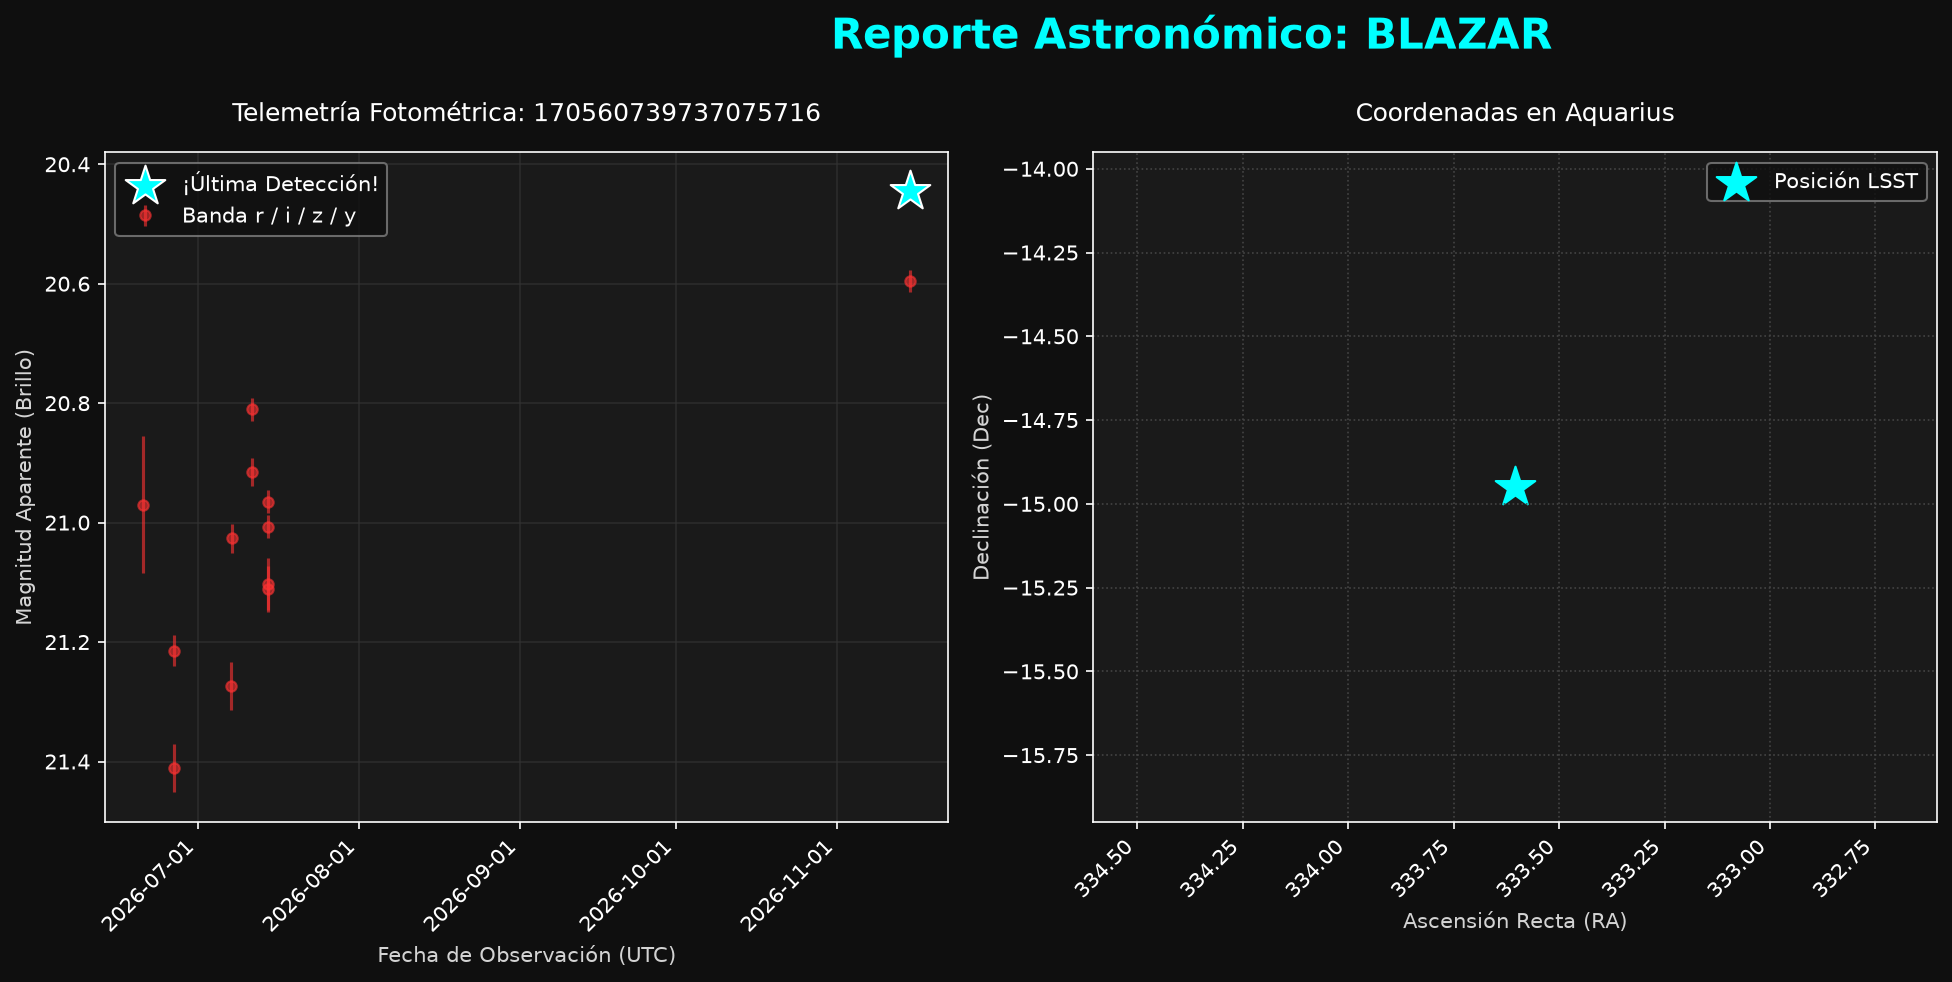 Reporte Astronómico: BLAZAR
Telemetría Fotométrica: 170560739737075716
¡Última Detección!
Banda r / i / z / y
Magnitud Aparente (Brillo)
20.4
20.6
20.8
21.0
21.2
21.4
2026-07-01
2026-08-01
2026-09-01
2026-10-01
2026-11-01
Fecha de Observación (UTC)
Coordenadas en Aquarius
Posición LSST
Declinación (Dec)
−14.00
−14.25
−14.50
−14.75
−15.00
−15.25
−15.50
−15.75
334.50
334.25
334.00
333.75
333.50
333.25
333.00
332.75
Ascensión Recta (RA)